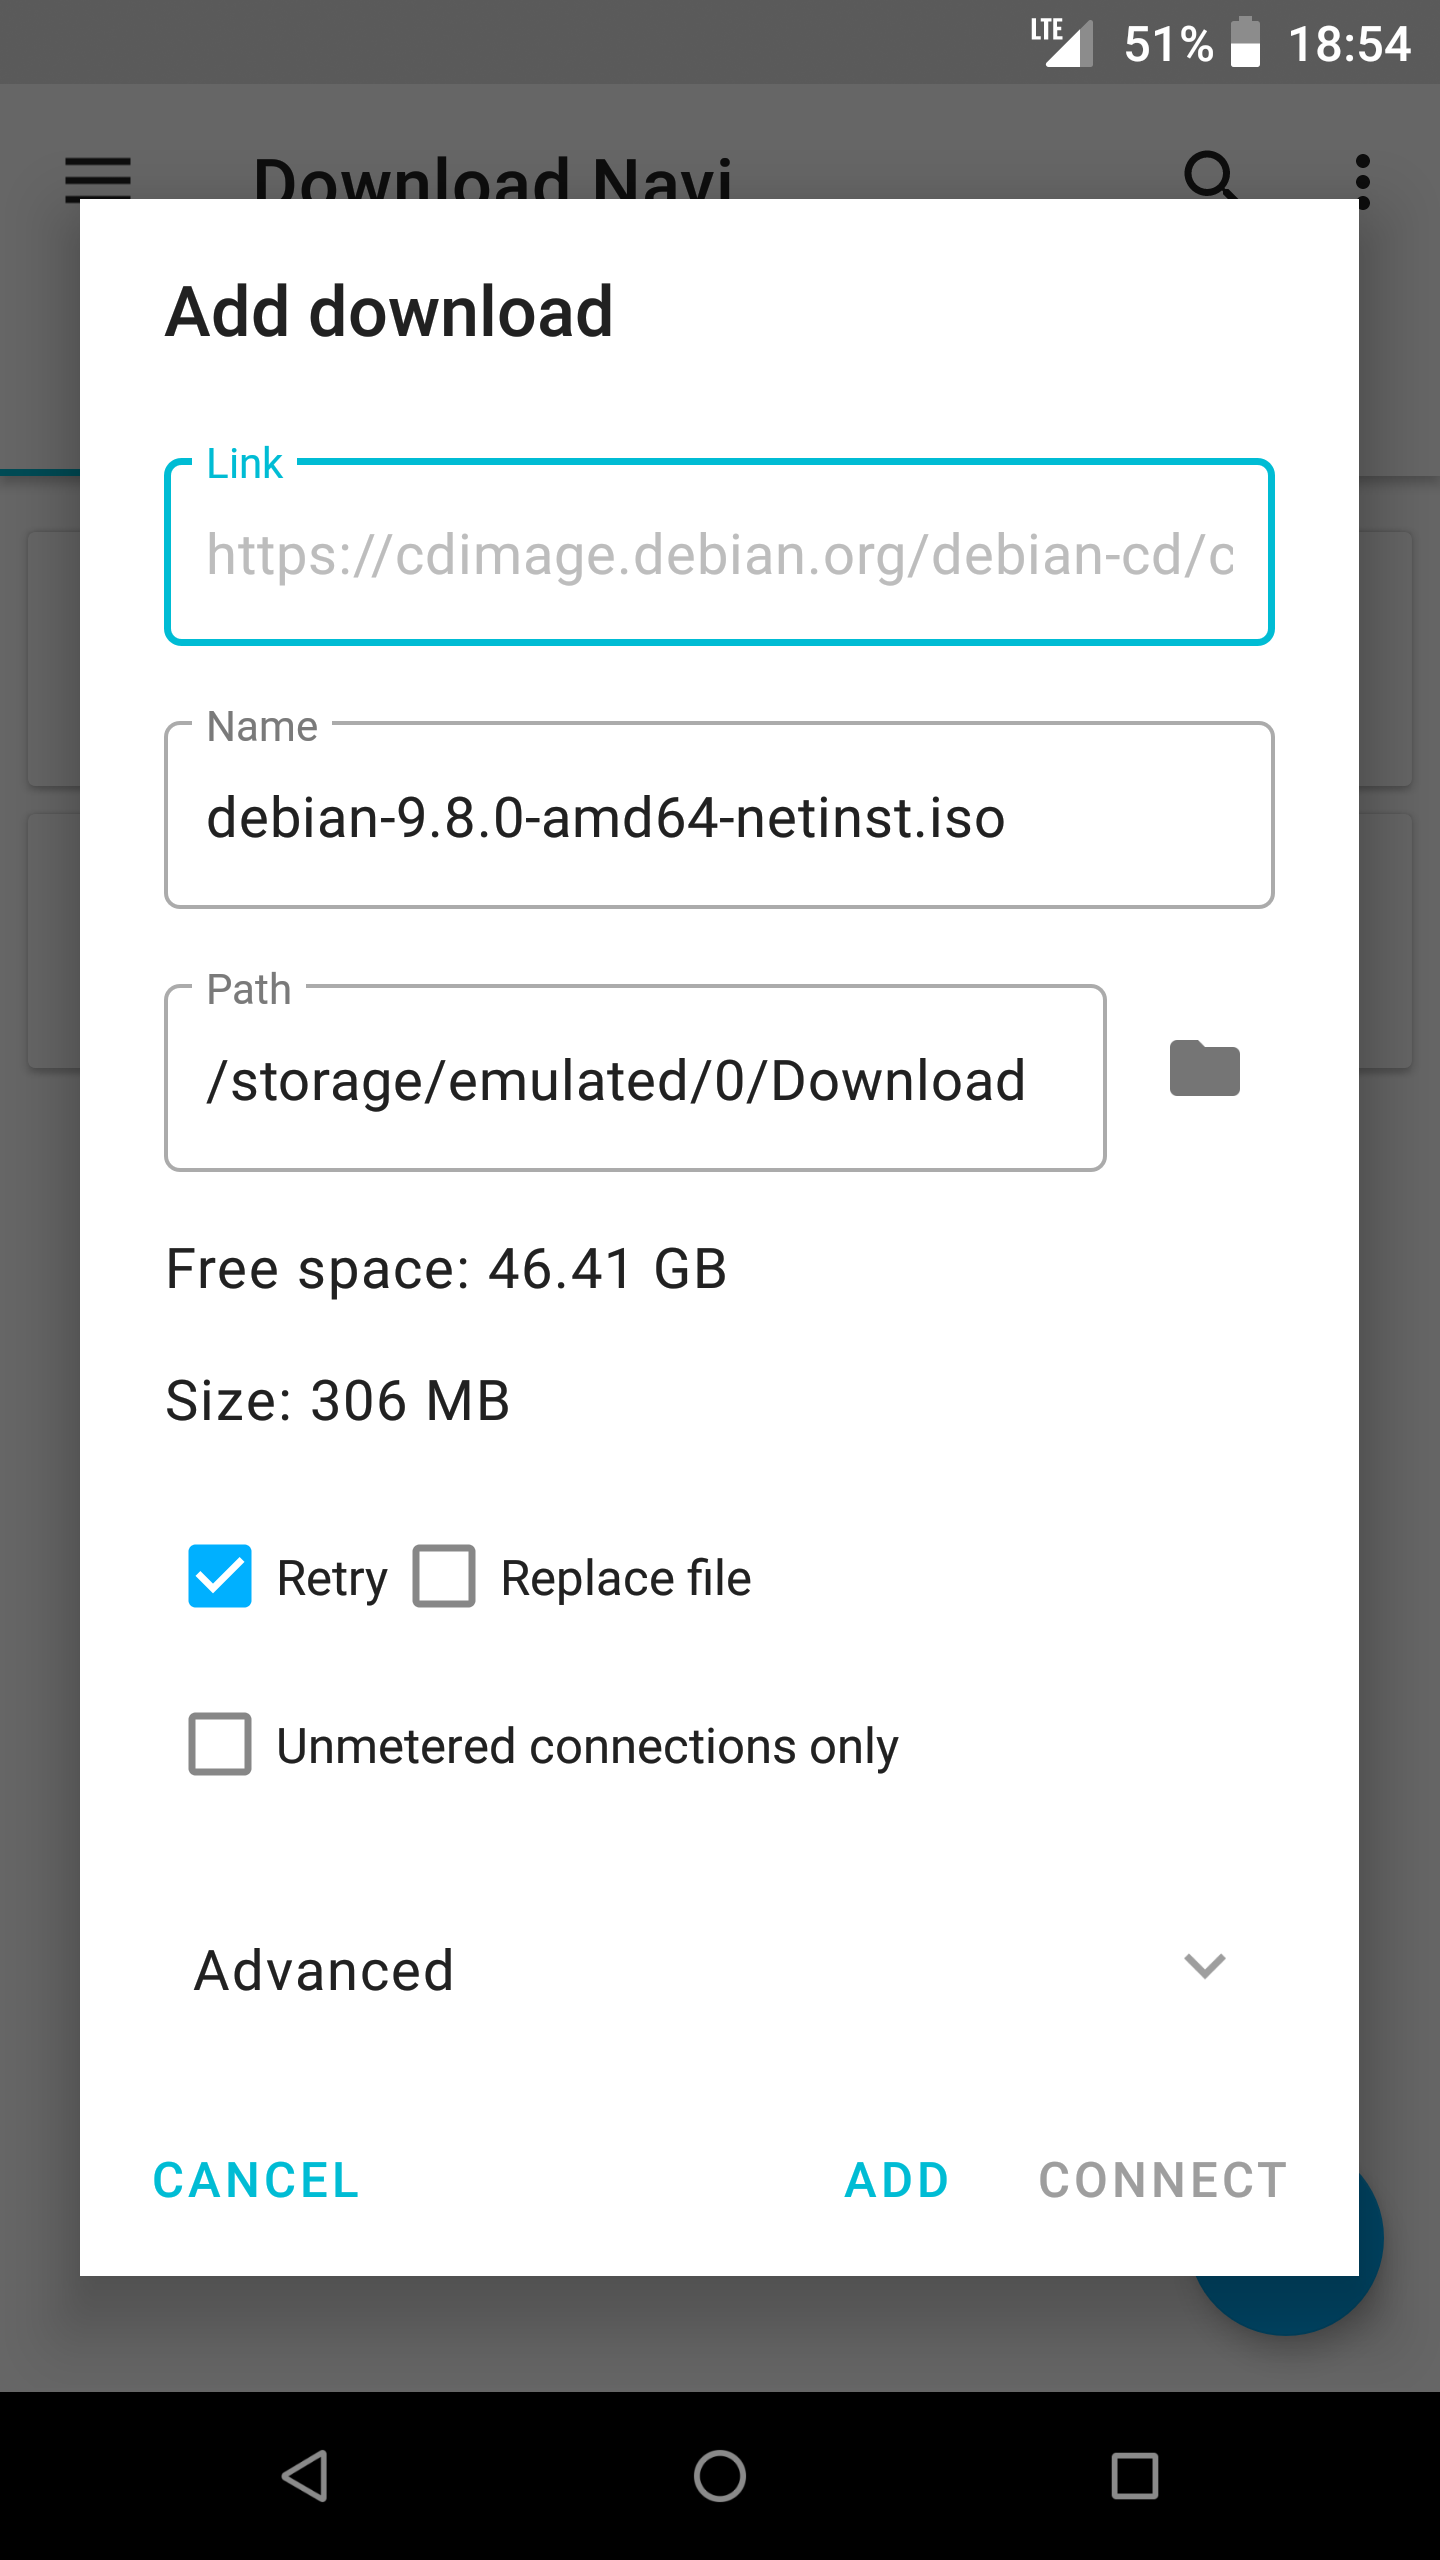 LTE 51% 18:54
Download Navi
Add download
Link
https://cdimage.debian.org/debian-cd/c
Name
debian-9.8.0-amd64-netinst.iso
Path
/storage/emulated/0/Download
Free space: 46.41 GB
Size: 306 MB
Retry Replace file
Unmetered connections only
Advanced
CANCEL ADD CONNECT